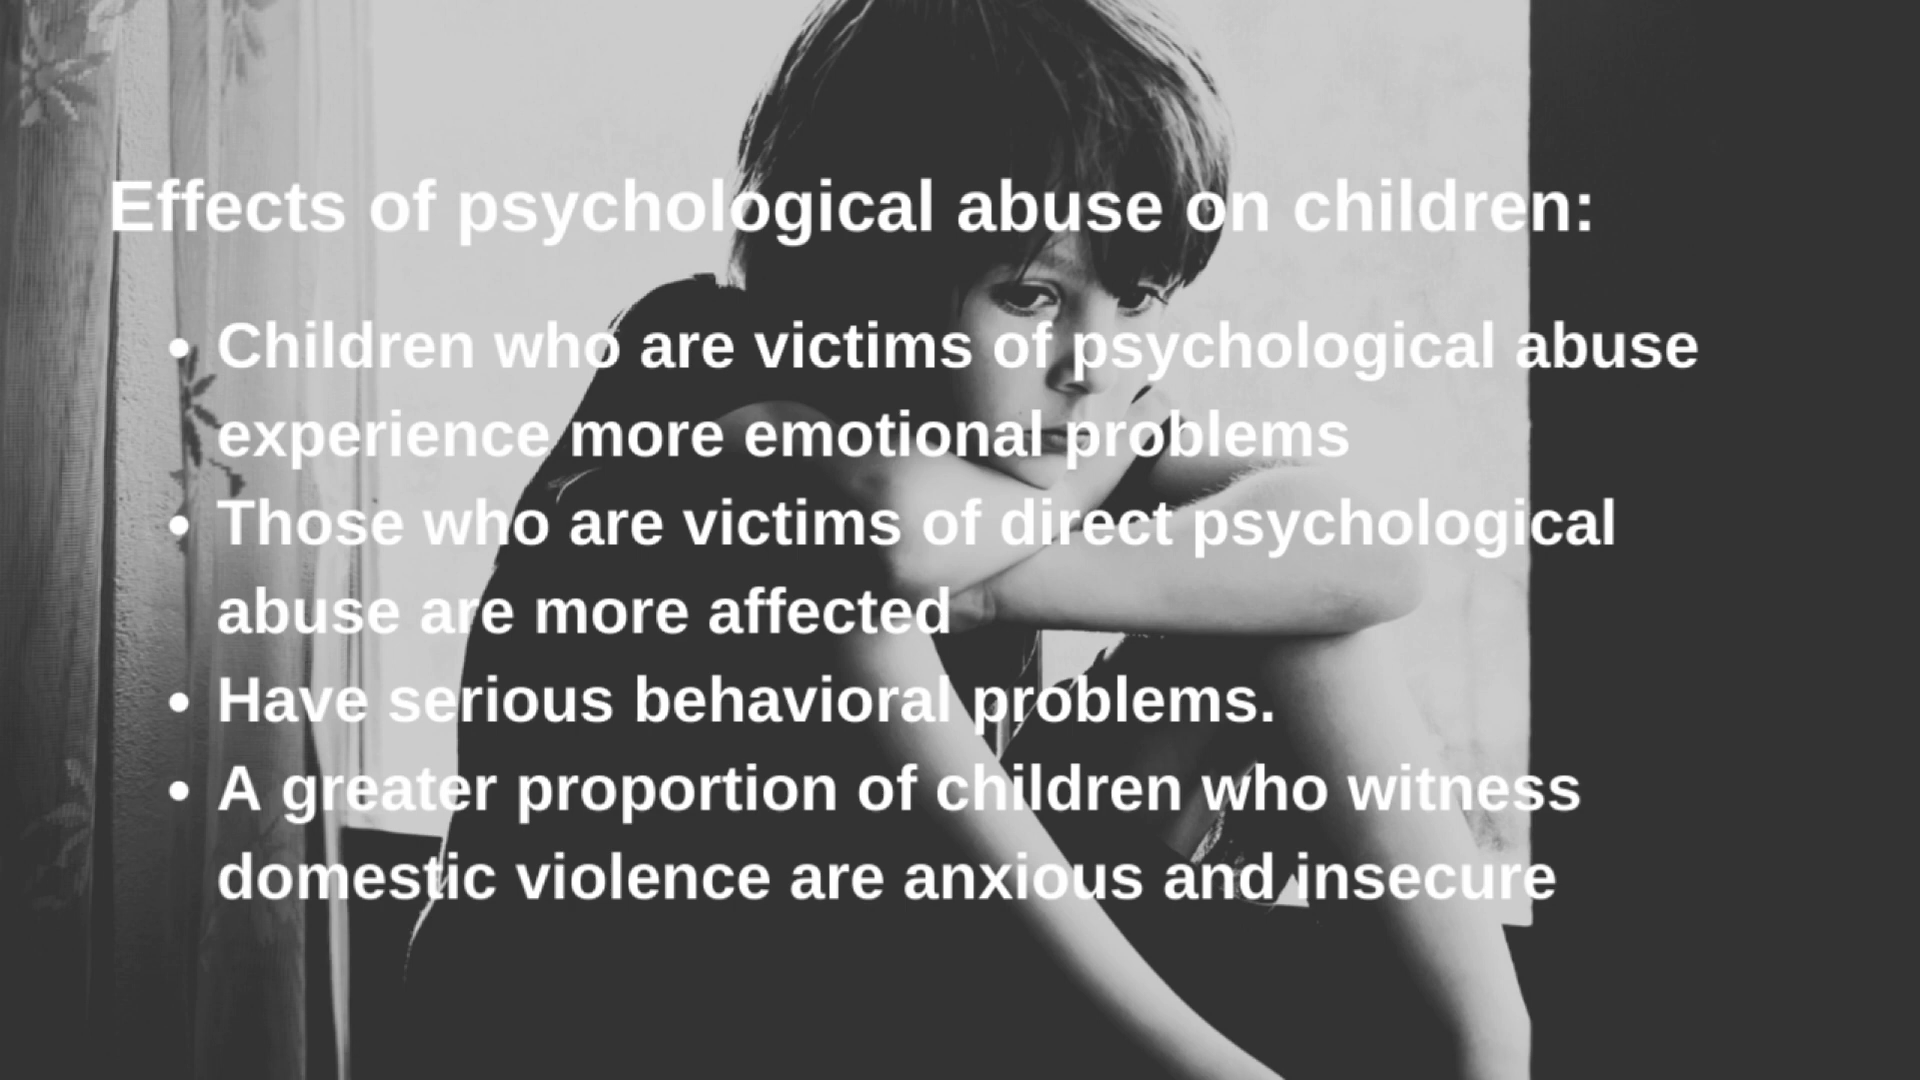 Effects of psychological abuse on children:
• Children who are victims of psychological abuse
experience more emotional problems
• Those who are victims of direct psychological
abuse are more affected
• Have serious behavioral problems.
• A greater proportion of children who witness
domestic violence are anxious and insecure